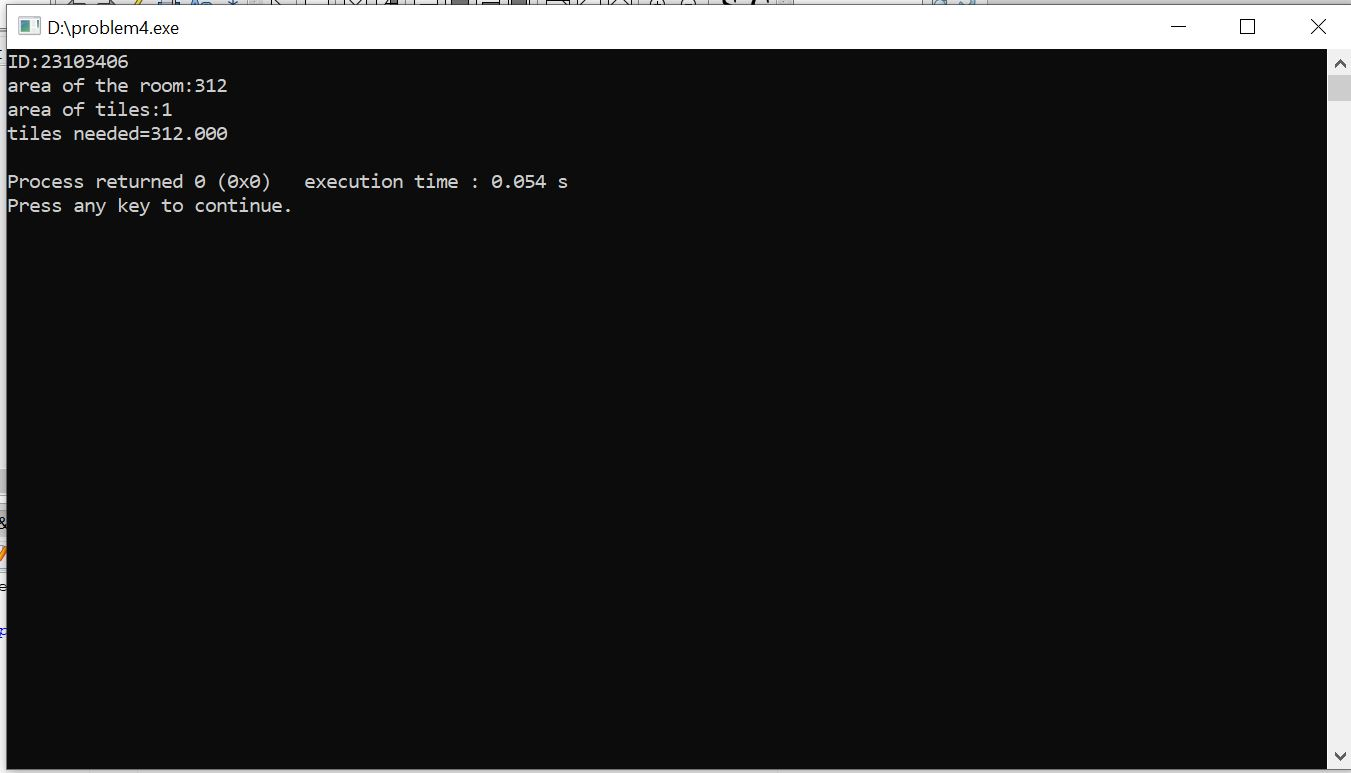 D:\problem4.exe
ID:23103406
area of the room:312
area of tiles:1
tiles needed=312.000
Process returned 0 (0x0)   execution time : 0.054 s
Press any key to continue.
&
e
p